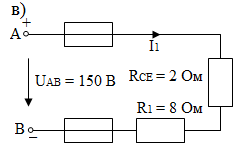 в)
+
A
I1
UAB = 150 В
RCE = 2 Ом
R1 = 8 Ом
B
−